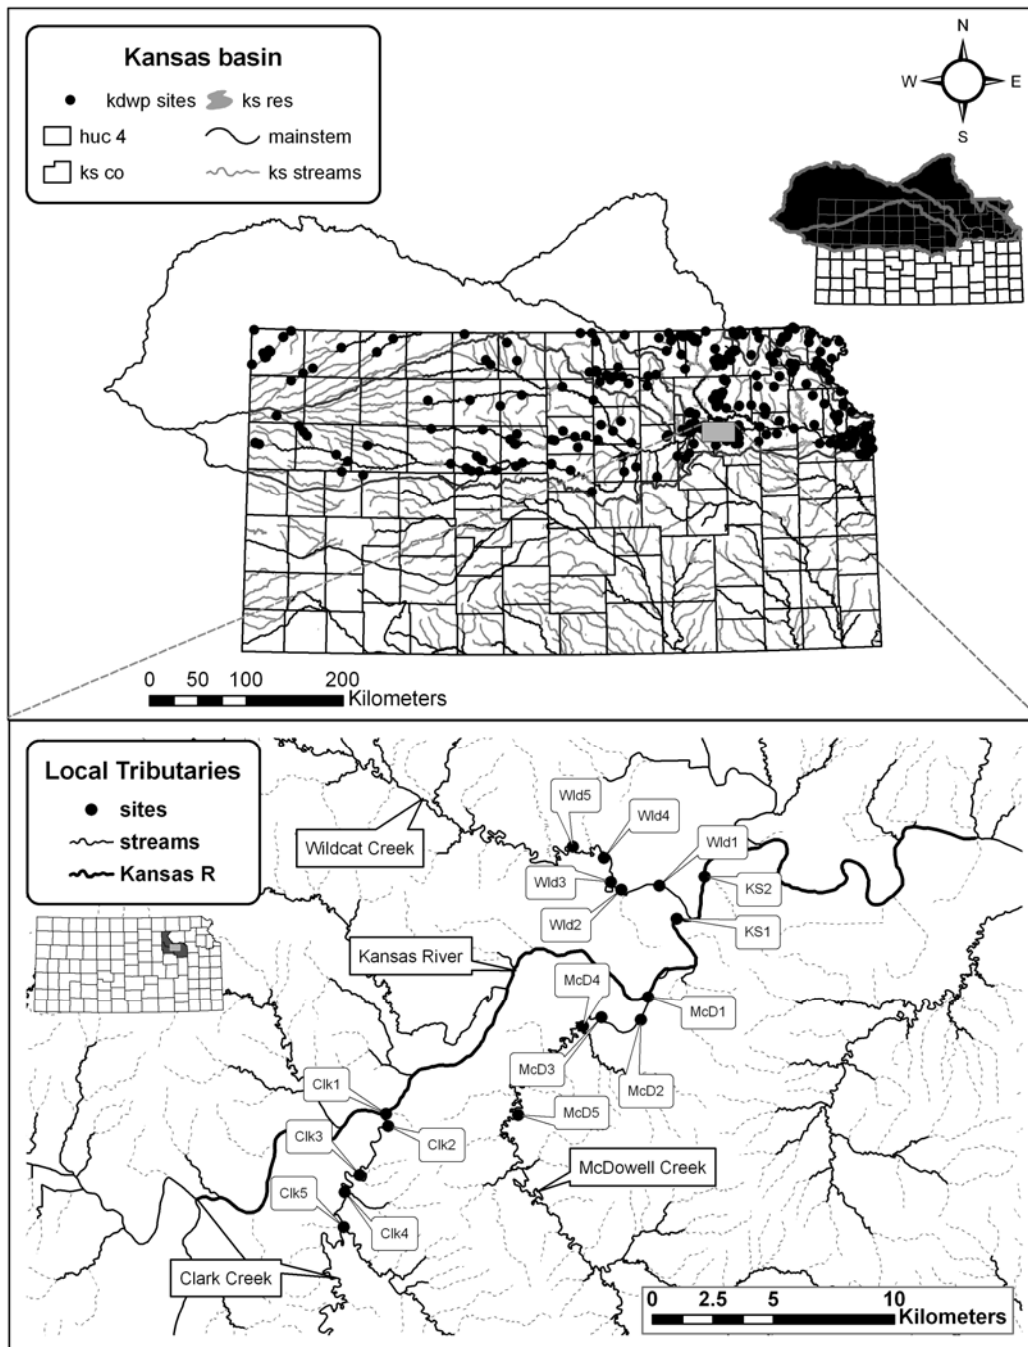 Kansas basin
kdwp sites
ks res
huc 4
mainstem
ks co
ks streams
N
W
E
S
0 50 100 200
Kilometers
Local Tributaries
sites
streams
Kansas R
Wildcat Creek
Wld5
Wld4
Wld1
Wld3
Wld2
KS2
KS1
Kansas River
McD4
McD1
McD3
McD2
McD5
Clk1
Clk3
Clk2
Clk5
Clk4
McDowell Creek
Clark Creek
0 2.5 5 10
Kilometers